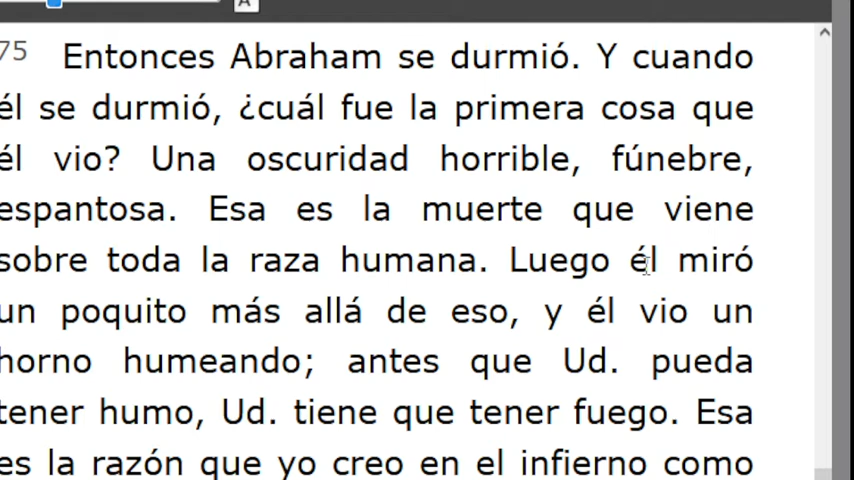 A
75 Entonces Abraham se durmió. Y cuando
él se durmió, ¿cuál fue la primera cosa que
él vio? Una oscuridad horrible, fúnebre,
espantosa. Esa es la muerte que viene
sobre toda la raza humana. Luego él miró
un poquito más allá de eso, y él vio un
horno humeando; antes que Ud. pueda
tener humo, Ud. tiene que tener fuego. Esa
es la razón que yo creo en el infierno como